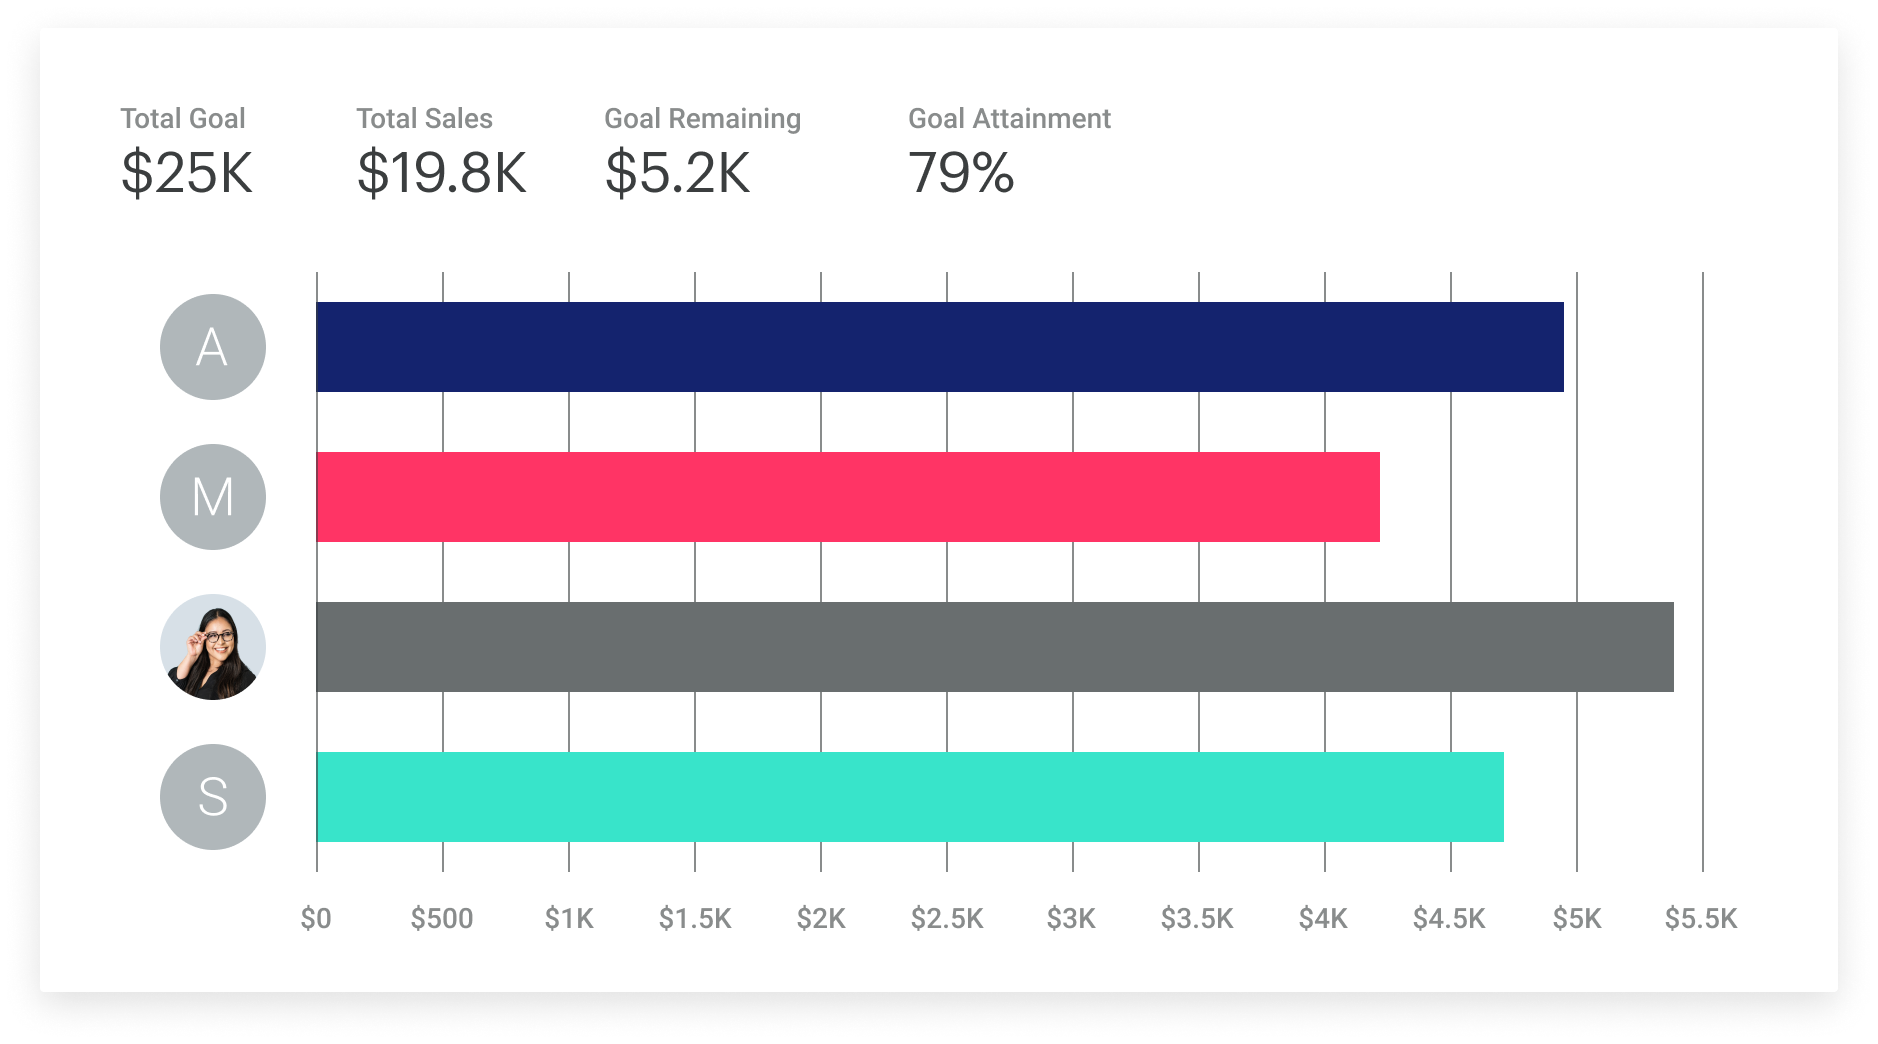 Total Goal Total Sales Goal Remaining Goal Attainment
$25K $19.8K $5.2K 79%
A
M
S
$0 $500 $1K $1.5K $2K $2.5K $3K $3.5K $4K $4.5K $5K $5.5K